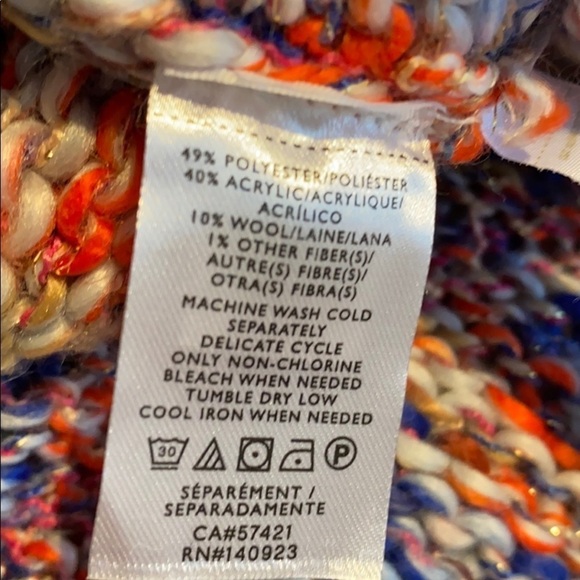 49% POLYESTER/POLIÉSTER
40% ACRYLIC/ACRYLIQUE/
ACRÍLICO
10% WOOL/LAINE/LANA
1% OTHER FIBER(S)/
AUTRE(S) FIBRE(S)/
OTRA(S) FIBRA(S)
MACHINE WASH COLD
SEPARATELY
DELICATE CYCLE
ONLY NON-CHLORINE
BLEACH WHEN NEEDED
TUMBLE DRY LOW
COOL IRON WHEN NEEDED
30 P
SÉPARÉMENT /
SEPARADAMENTE
CA#57421
RN#140923